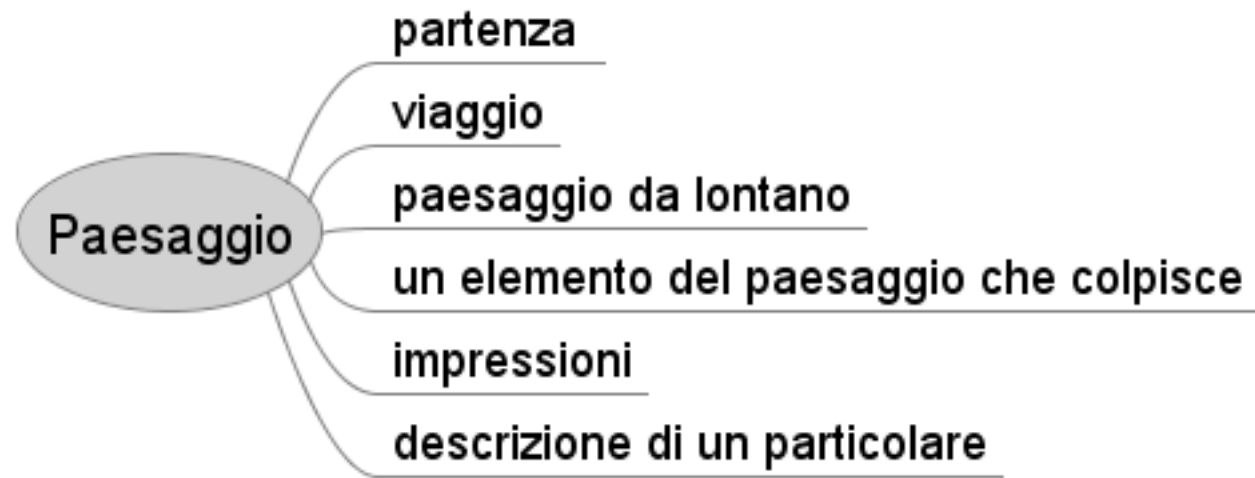 Paesaggio
partenza
viaggio
paesaggio da lontano
un elemento del paesaggio che colpisce
impressioni
descrizione di un particolare